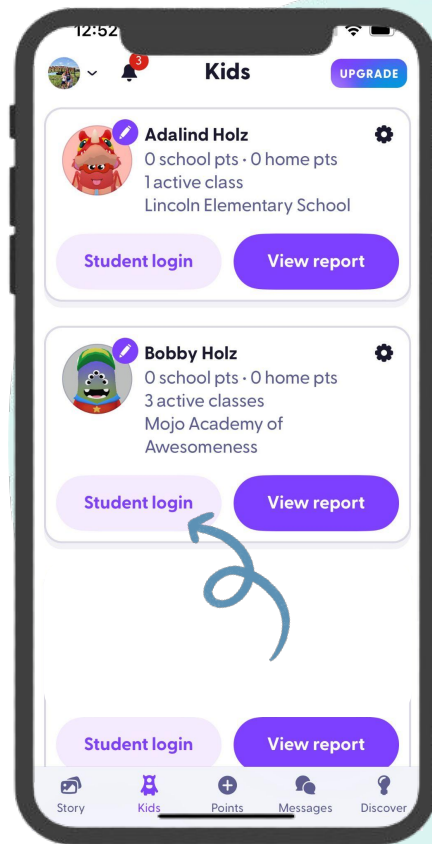 12:52
3
Kids
UPGRADE
Adalind Holz
0 school pts · 0 home pts
1 active class
Lincoln Elementary School
Student login
View report
Bobby Holz
0 school pts · 0 home pts
3 active classes
Mojo Academy of
Awesomeness
Student login
View report
Student login
View report
Story
Kids
Points
Messages
Discover